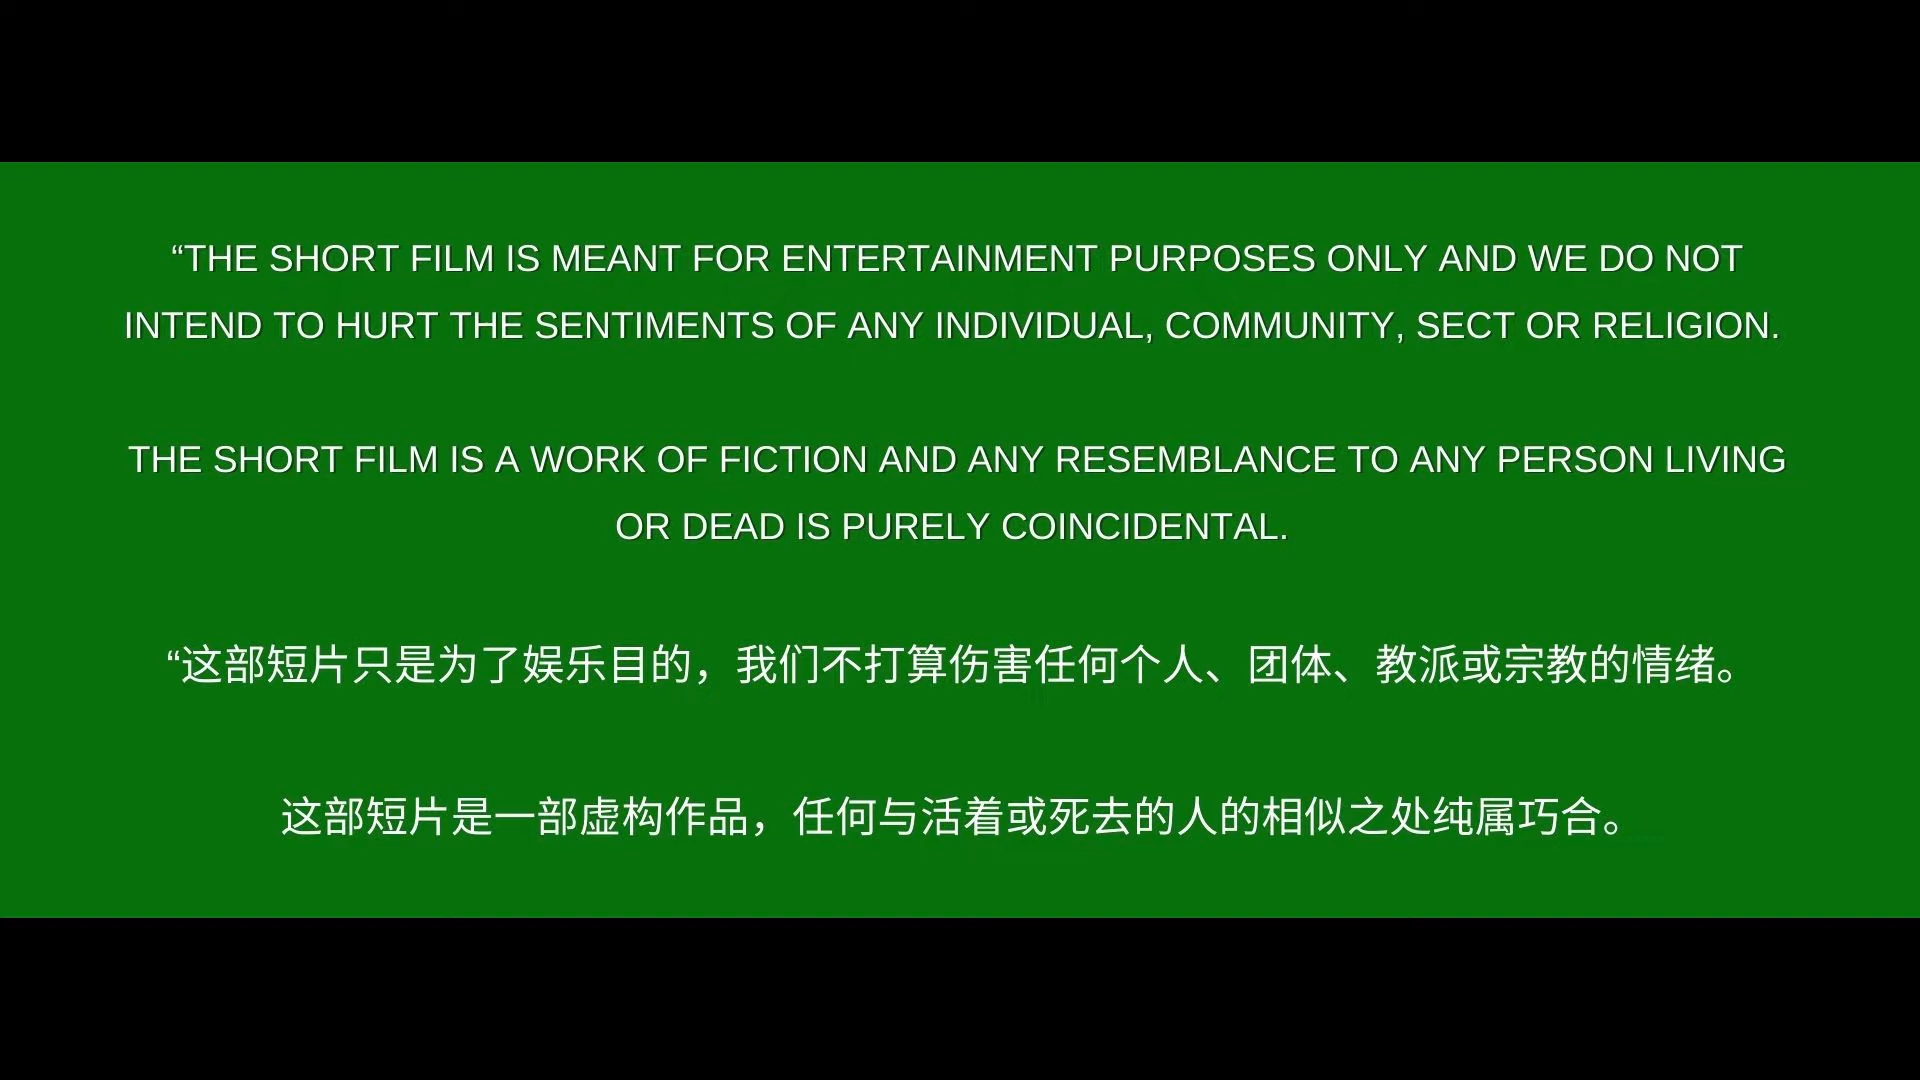 “THE SHORT FILM IS MEANT FOR ENTERTAINMENT PURPOSES ONLY AND WE DO NOT
INTEND TO HURT THE SENTIMENTS OF ANY INDIVIDUAL, COMMUNITY, SECT OR RELIGION.
THE SHORT FILM IS A WORK OF FICTION AND ANY RESEMBLANCE TO ANY PERSON LIVING
OR DEAD IS PURELY COINCIDENTAL.
“这部短片只是为了娱乐目的，我们不打算伤害任何个人、团体、教派或宗教的情绪。
这部短片是一部虚构作品，任何与活着或死去的人的相似之处纯属巧合。